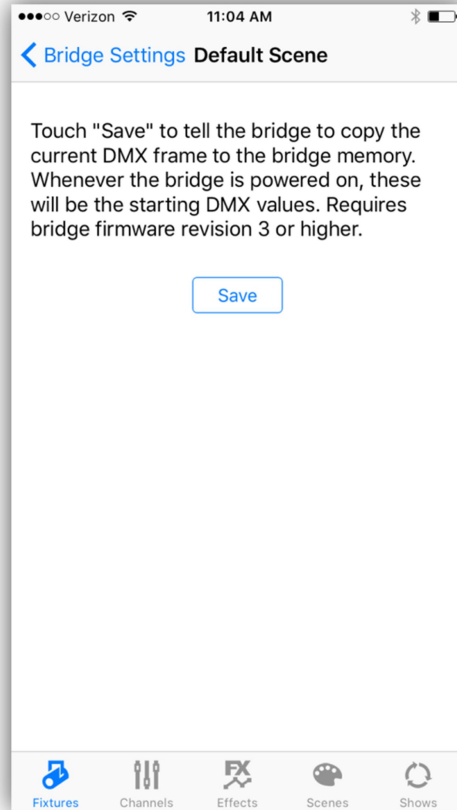 Verizon 11:04 AM
Bridge Settings Default Scene
Touch "Save" to tell the bridge to copy the
current DMX frame to the bridge memory.
Whenever the bridge is powered on, these
will be the starting DMX values. Requires
bridge firmware revision 3 or higher.
Save
FX
Fixtures Channels Effects Scenes Shows